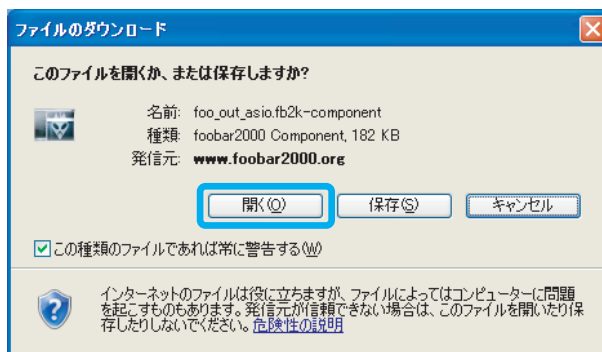 ファイルのダウンロード
このファイルを開くか、または保存しますか?
名前: foo_out_asio.fb2k-component
種類: foobar2000 Component, 182 KB
発信元: www.foobar2000.org
開く(O) 保存(S) キャンセル
この種類のファイルであれば常に警告する(W)
インターネットのファイルは役に立ちますが、ファイルによってはコンピューターに問題
を起こすものもあります。発信元が信頼できない場合は、このファイルを開いたり保
存したりしないでください。危険性の説明